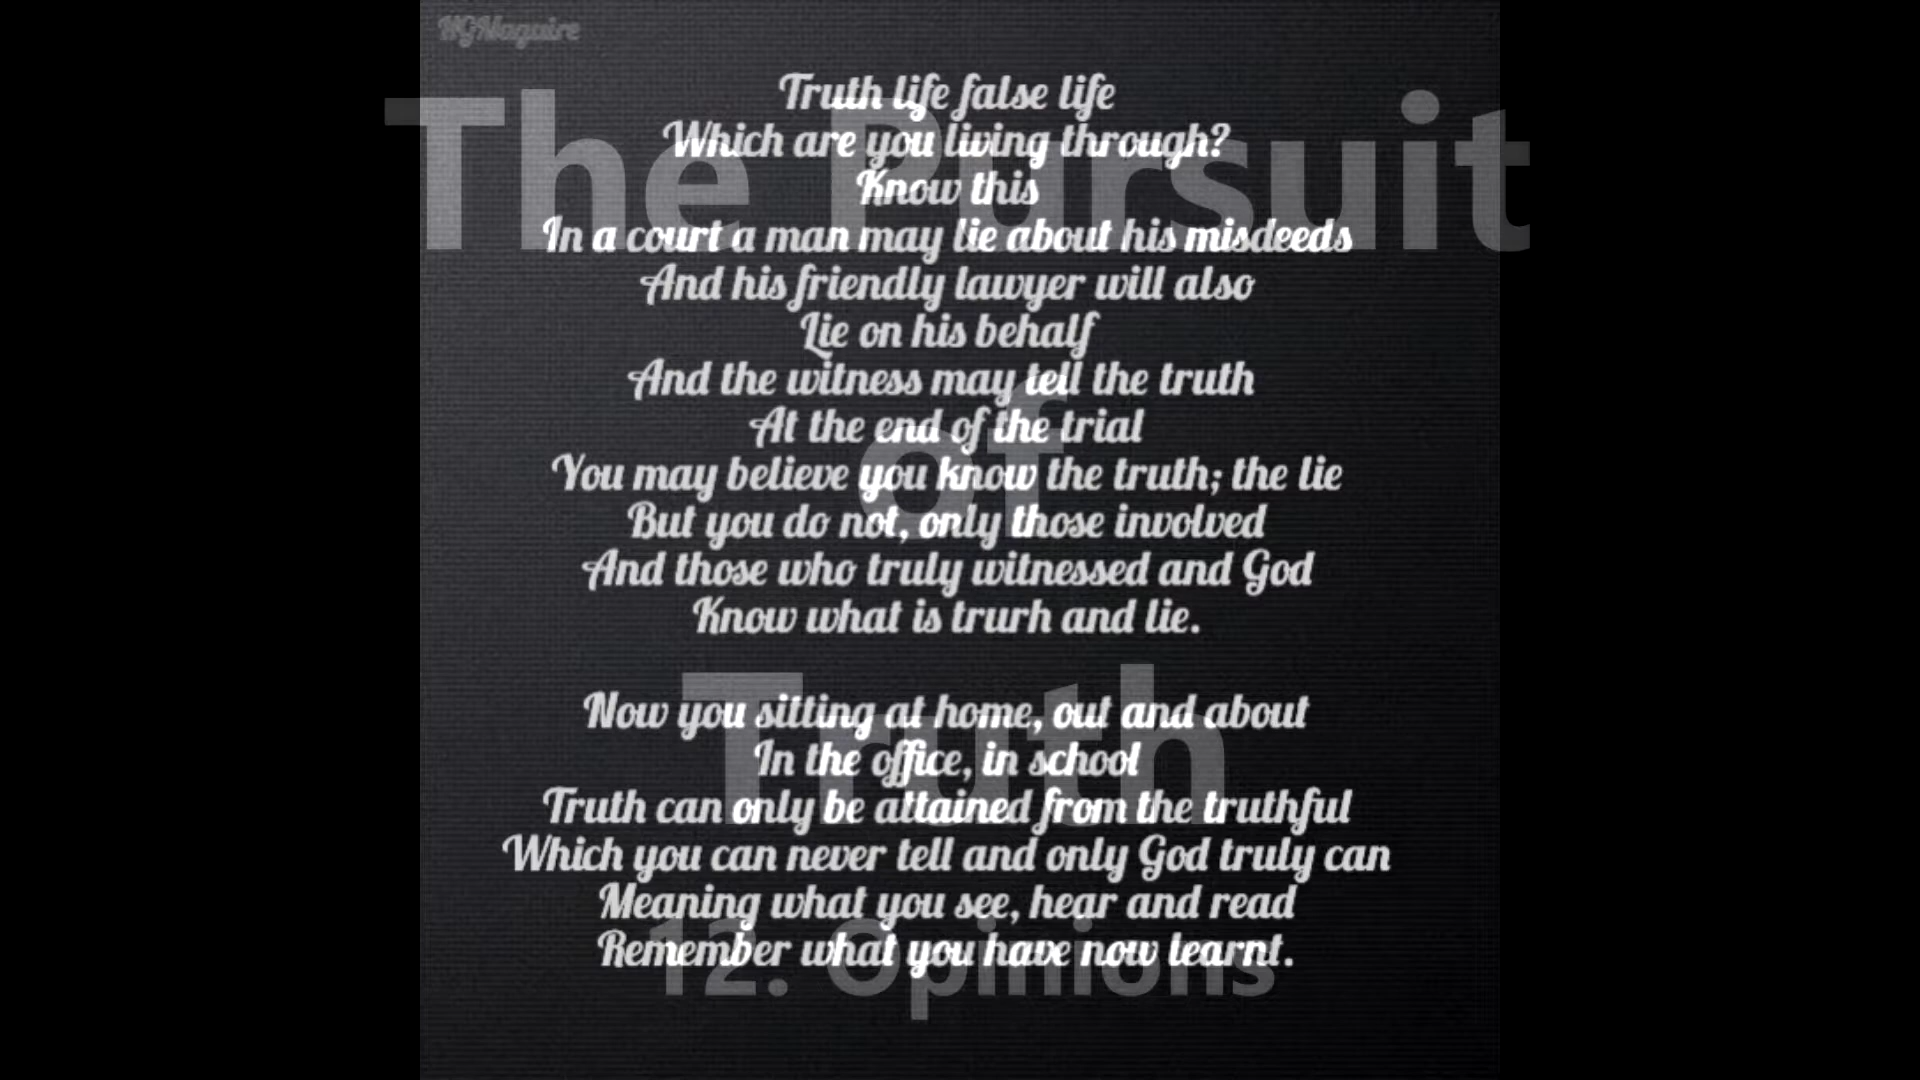 NGMaguire
Truth life false life
Which are you living through?
Know this
In a court a man may lie about his misdeeds
And his friendly lawyer will also
Lie on his behalf
And the witness may tell the truth
At the end of the trial
You may believe you know the truth; the lie
But you do not, only those involved
And those who truly witnessed and God
Know what is trurh and lie.
Now you sitting at home, out and about
In the office, in school
Truth can only be attained from the truthful
Which you can never tell and only God truly can
Meaning what you see, hear and read
Remember what you have now learnt.
The Pursuit
of
Truth
12. Opinions